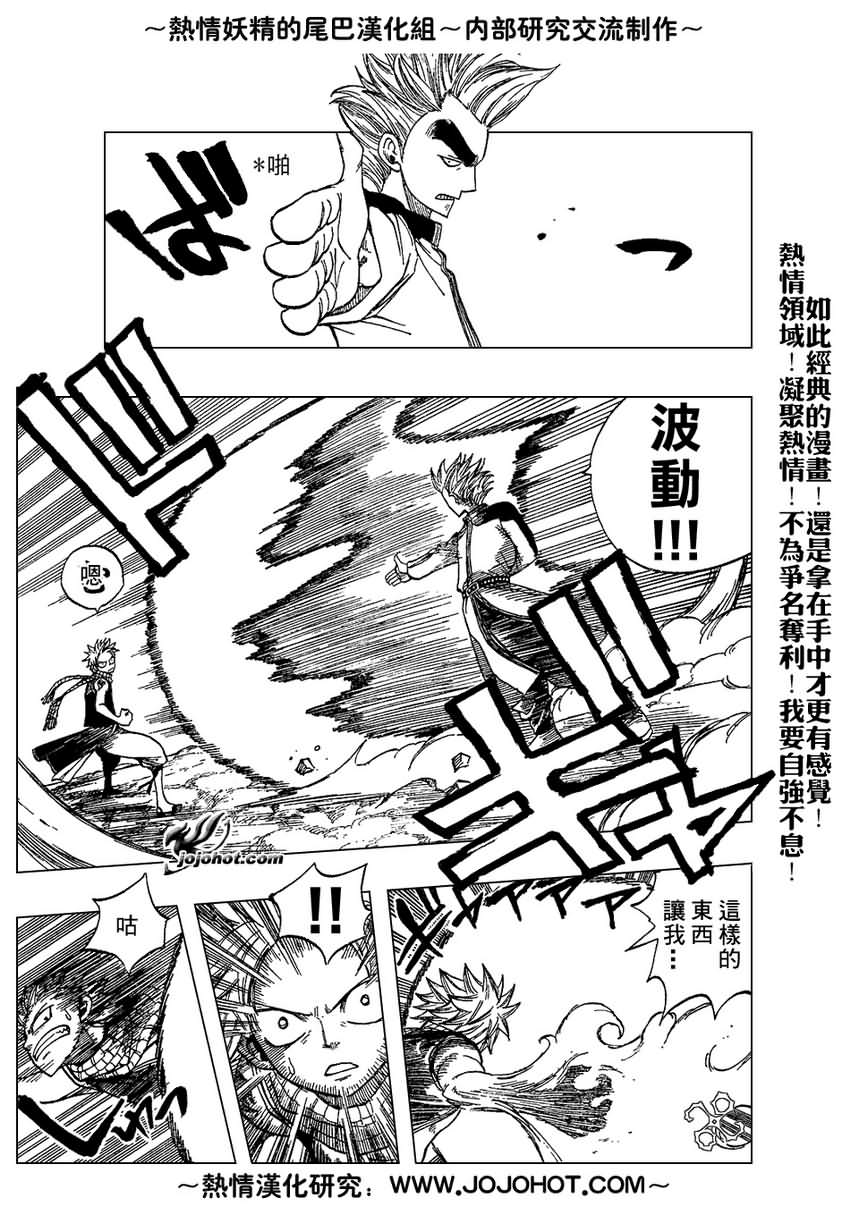 ～熱情妖精的尾巴漢化組～内部研究交流制作～
*啪
っ
如此經典的漫畫！還是拿在手中才更有感覺！
熱情領域！凝聚熱情！不為爭名奪利！我要自強不息！
波動!!!
嗯
ド
jojohot.com
這樣的
東西
讓我…
!!
咕
～熱情漢化研究：WWW.JOJOHOT.COM～